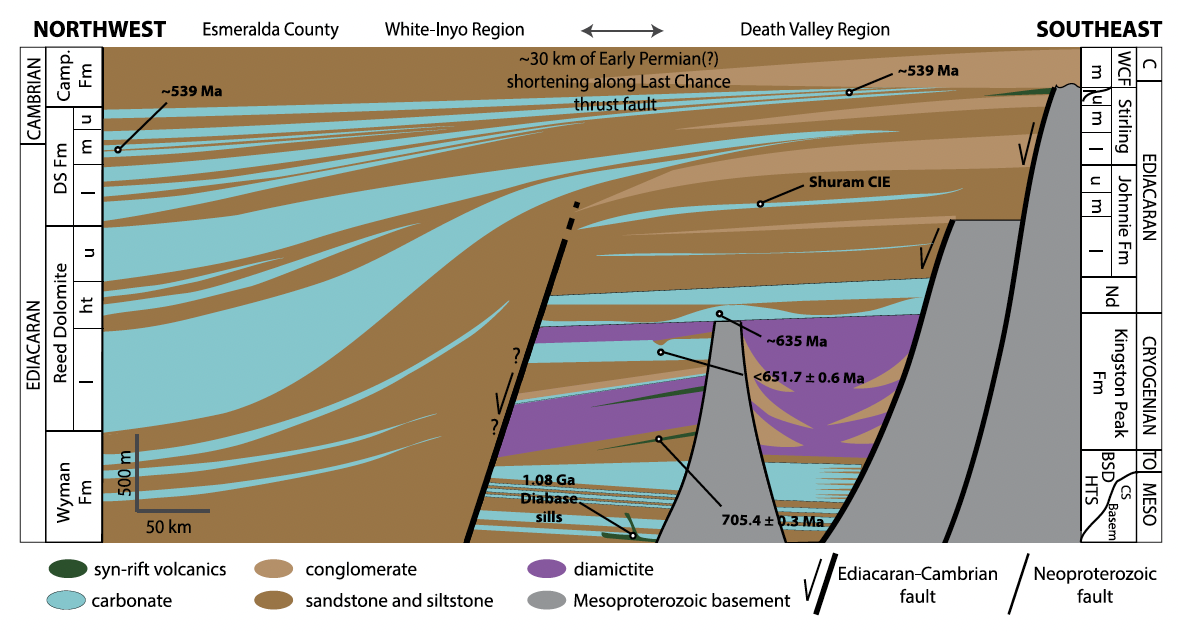 NORTHWEST
Esmeralda County
White-Inyo Region
Death Valley Region
SOUTHEAST
CAMBRIAN
EDIACARAN
Camp.
Fm
DS Fm
u
m
l
Reed Dolomite
u
ht
l
Wyman
Fm
~539 Ma
~30 km of Early Permian(?)
shortening along Last Chance
thrust fault
~539 Ma
Shuram CIE
~635 Ma
<651.7 ± 0.6 Ma
?
?
1.08 Ga
Diabase
sills
705.4 ± 0.3 Ma
500 m
50 km
m
WCF
C
u
m
l
Stirling
u
m
l
Johnnie Fm
EDIACARAN
Nd
Kingston Peak
Fm
CRYOGENIAN
BSD
TO
HTS
CS
Basem
MESO
syn-rift volcanics
conglomerate
diamictite
Ediacaran-Cambrian
fault
Neoproterozoic
fault
carbonate
sandstone and siltstone
Mesoproterozoic basement